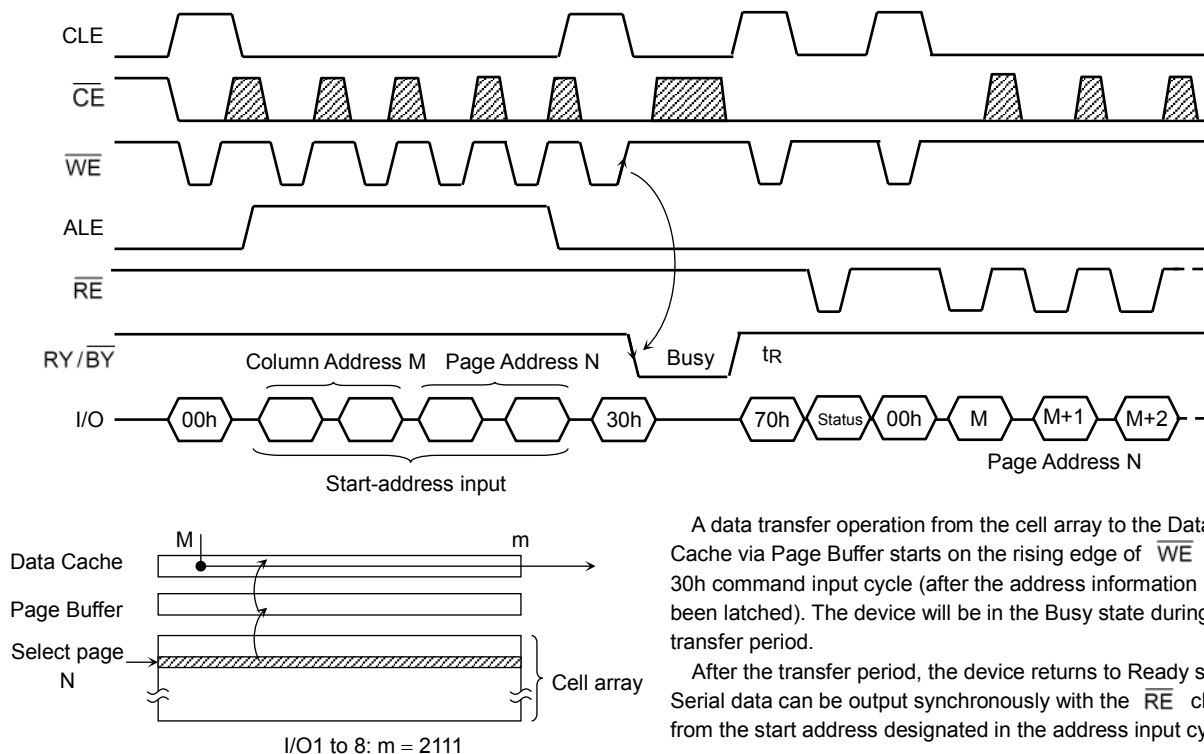 CLE
CE
WE
ALE
RE
RY/BY
Column Address M Page Address N Busy tR
I/O 00h 30h 70h Status 00h M M+1 M+2
Page Address N
Start-address input
M m
Data Cache
Page Buffer
Select page
N
Cell array
I/O1 to 8: m = 2111
A data transfer operation from the cell array to the Data
Cache via Page Buffer starts on the rising edge of WE
30h command input cycle (after the address information
been latched). The device will be in the Busy state during
transfer period.
After the transfer period, the device returns to Ready s
Serial data can be output synchronously with the RE c
from the start address designated in the address input cy